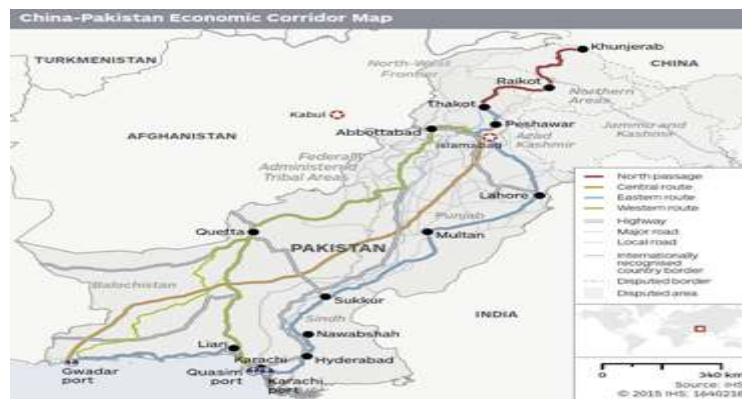 China-Pakistan Economic Corridor Map
TURKMENISTAN
Khunjerab
CHINA
North-West
Frontier
Raikot
Northern
Areas
Thakot
Kabul
Peshawar
Abbottabad
Islamabad
Azad
Kashmir
Jammu and
Kashmir
AFGHANISTAN
Federally
Administered
Tribal Areas
Lahore
Punjab
Quetta
PAKISTAN
Multan
Balochistan
Sukkur
INDIA
Sindh
Nawabshah
Liari
Hyderabad
Karachi
Gwadar
port
Quasim
port
Karachi
port
North passage
Central route
Eastern route
Western route
Highway
Major road
Local road
Internationally
recognised
country border
Disputed border
Disputed area
0
340 km
Source: IHS
© 2015 IHS: 1640216